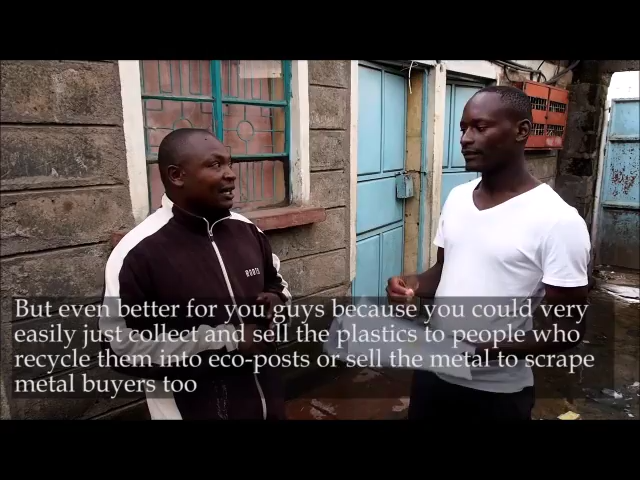 ROOTS
But even better for you guys because you could very
easily just collect and sell the plastics to people who
recycle them into eco-posts or sell the metal to scrape
metal buyers too